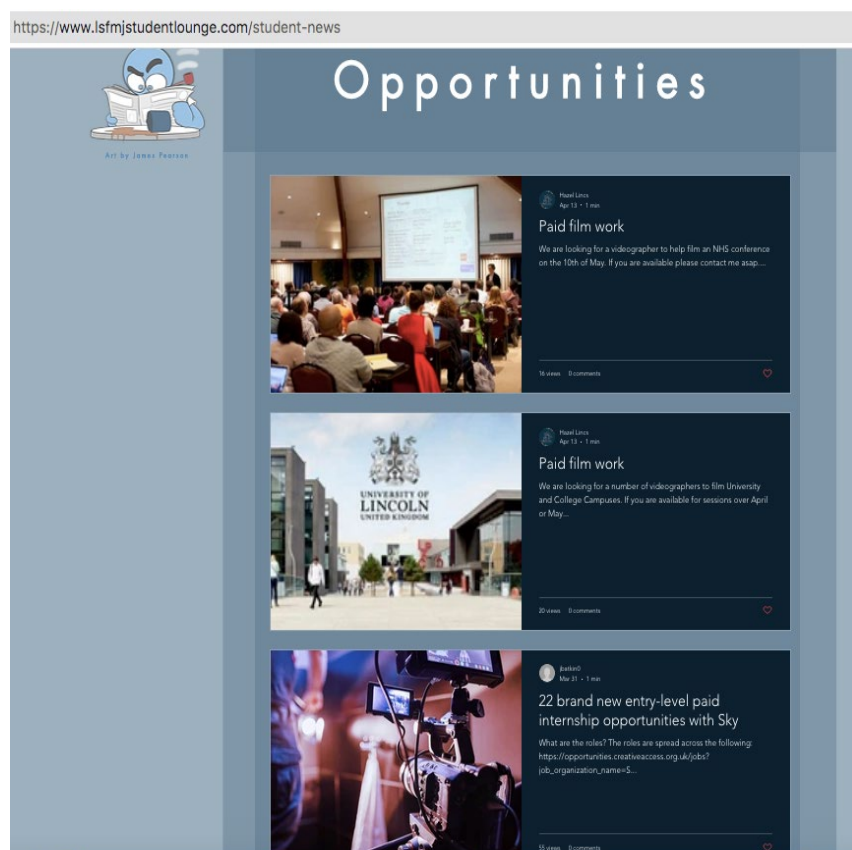 https://www.lsfmjstudentlounge.com/student-news
Opportunities
Art by James Pearson
Hazel Lincs
Apr 13 • 1 min
Paid film work
We are looking for a videographer to help film an NHS conference
on the 10th of May. If you are available please contact me asap....
16 views 0 comments
UNIVERSITY OF
LINCOLN
UNITED KINGDOM
Hazel Lincs
Apr 13 • 1 min
Paid film work
We are looking for a number of videographers to film University
and College Campuses. If you are available for sessions over April
or May...
20 views 0 comments
jbatkin0
Mar 31 • 1 min
22 brand new entry-level paid
internship opportunities with Sky
What are the roles? The roles are spread across the following:
https://opportunities.creativeaccess.org.uk/jobs?
job_organization_name=S...
55 views 0 comments